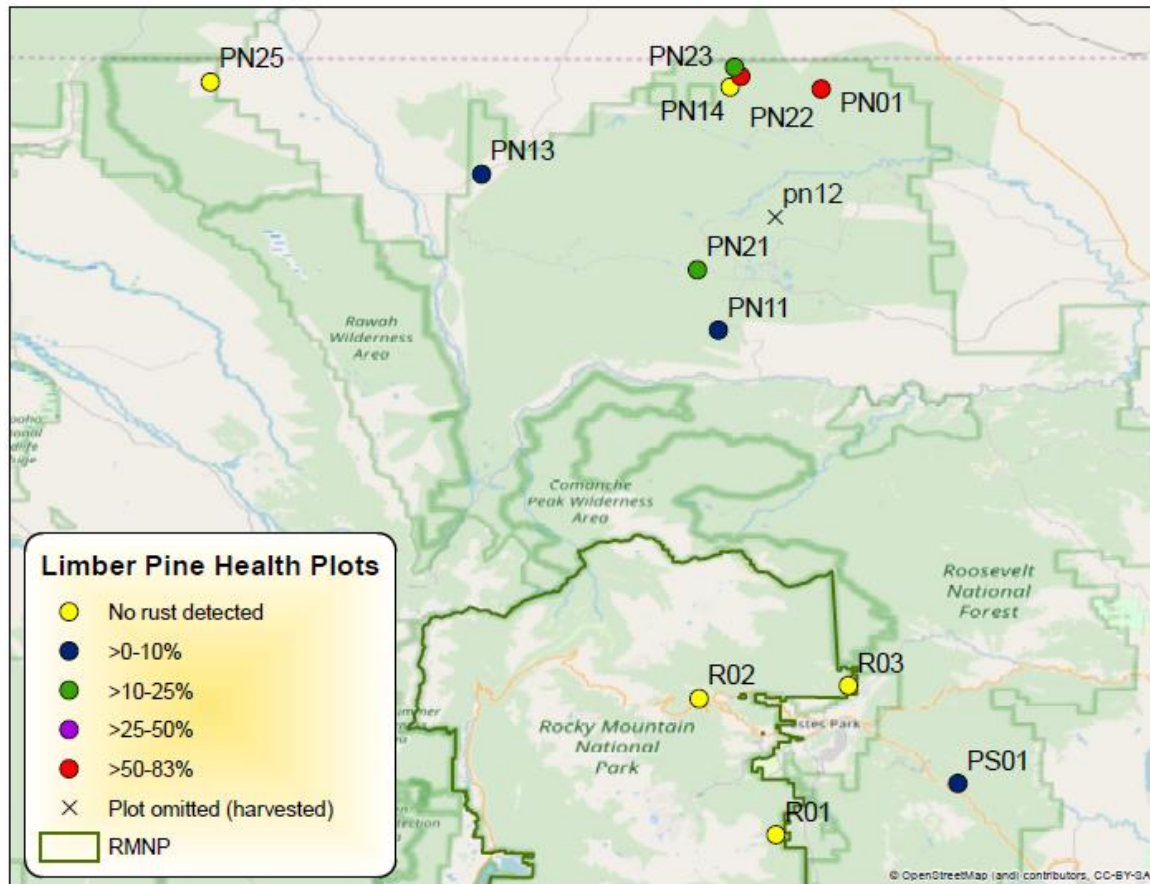 PN25
PN23
PN14
PN22
PN01
PN13
pn12
PN21
PN11
Rawah
Wilderness
Area
Comanche
Peak Wilderness
Area
Roosevelt
National
Forest
R02
R03
Rocky Mountain
National
Park
PS01
R01
Limber Pine Health Plots
No rust detected
>0-10%
>10-25%
>25-50%
>50-83%
Plot omitted (harvested)
RMNP
© OpenStreetMap (and) contributors, CC-BY-SA